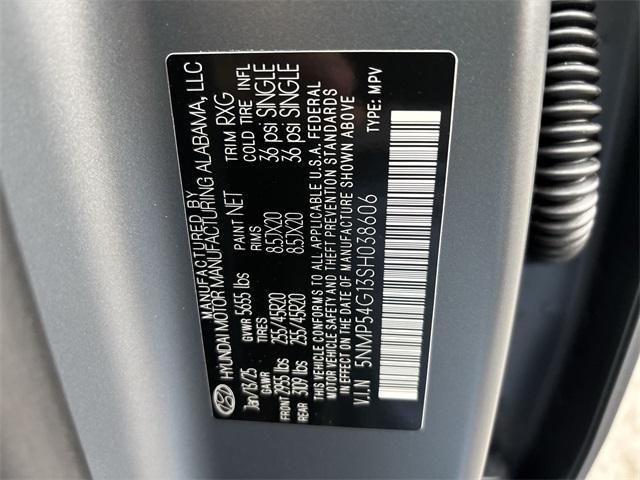 MANUFACTURED BY
HYUNDAI MOTOR MANUFACTURING ALABAMA, LLC
Jan/13/25 GVWR 5655 lbs PAINT NET TRIM RXG
GAWR TIRES RIMS COLD TIRE INFL
FRONT 2955 lbs 255/45R20 8.5JX20 36 psi SINGLE
REAR 3109 lbs 255/45R20 8.5JX20 36 psi SINGLE
THIS VEHICLE CONFORMS TO ALL APPLICABLE U.S.A. FEDERAL
MOTOR VEHICLE SAFETY AND THEFT PREVENTION STANDARDS
IN EFFECT ON THE DATE OF MANUFACTURE SHOWN ABOVE.
V.I.N 5NMP54G13SH038606 TYPE: MPV